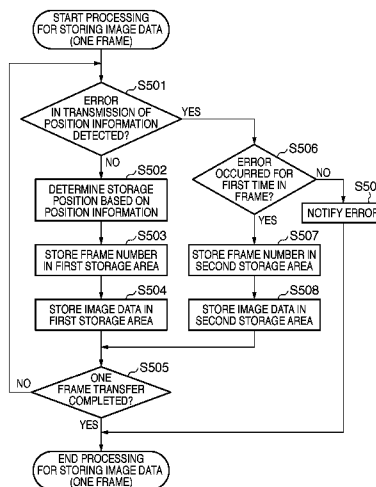 START PROCESSING
FOR STORING IMAGE DATA
(ONE FRAME)
S501
ERROR
IN TRANSMISSION OF
POSITION INFORMATION
DETECTED?
YES
NO
S502
DETERMINE STORAGE
POSITION BASED ON
POSITION INFORMATION
S503
STORE FRAME NUMBER
IN FIRST STORAGE AREA
S504
STORE IMAGE DATA IN
FIRST STORAGE AREA
S506
ERROR
OCCURRED FOR
FIRST TIME IN
FRAME?
NO
YES
NOTIFY ERROR
S507
STORE FRAME NUMBER IN
SECOND STORAGE AREA
S508
STORE IMAGE DATA IN
SECOND STORAGE AREA
S505
ONE
FRAME TRANSFER
COMPLETED?
NO
YES
END PROCESSING
FOR STORING IMAGE DATA
(ONE FRAME)